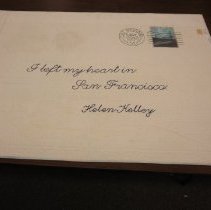 I left my heart in
San Francisco
Helen Kelley